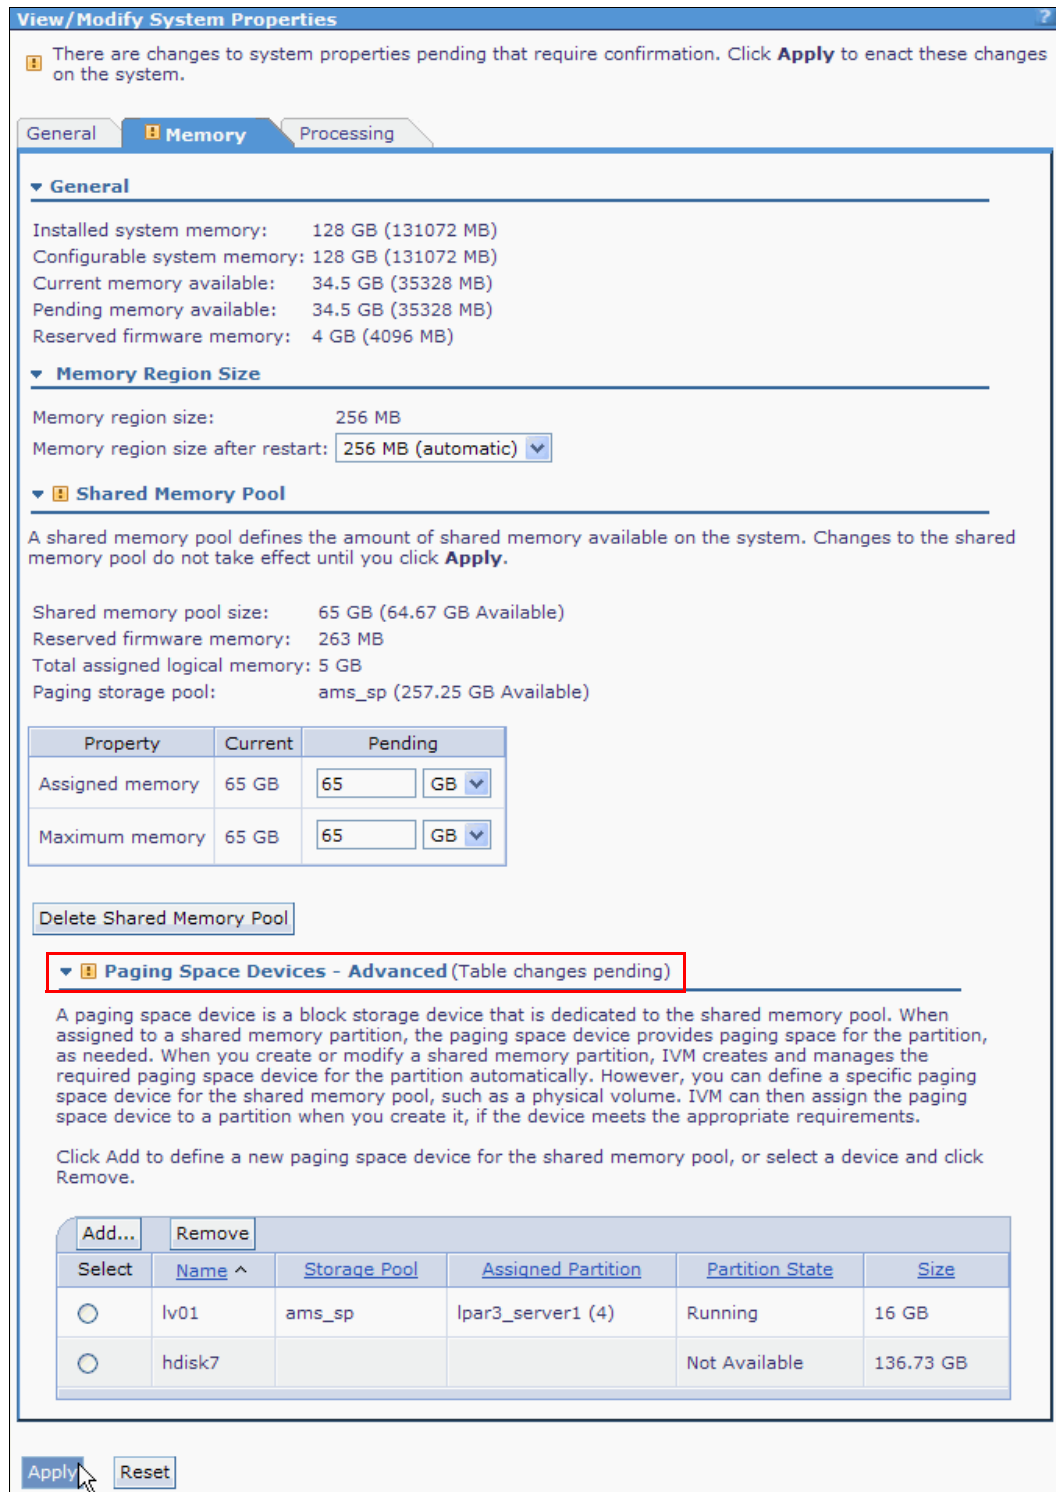 View/Modify System Properties ?
There are changes to system properties pending that require confirmation. Click Apply to enact these changes
on the system.
General Memory Processing
General
Installed system memory: 128 GB (131072 MB)
Configurable system memory: 128 GB (131072 MB)
Current memory available: 34.5 GB (35328 MB)
Pending memory available: 34.5 GB (35328 MB)
Reserved firmware memory: 4 GB (4096 MB)
Memory Region Size
Memory region size: 256 MB
Memory region size after restart: 256 MB (automatic)
Shared Memory Pool
A shared memory pool defines the amount of shared memory available on the system. Changes to the shared
memory pool do not take effect until you click Apply.
Shared memory pool size: 65 GB (64.67 GB Available)
Reserved firmware memory: 263 MB
Total assigned logical memory: 5 GB
Paging storage pool: ams_sp (257.25 GB Available)
Property Current Pending
Assigned memory 65 GB 65 GB
Maximum memory 65 GB 65 GB
Delete Shared Memory Pool
Paging Space Devices - Advanced (Table changes pending)
A paging space device is a block storage device that is dedicated to the shared memory pool. When
assigned to a shared memory partition, the paging space device provides paging space for the partition,
as needed. When you create or modify a shared memory partition, IVM creates and manages the
required paging space device for the partition automatically. However, you can define a specific paging
space device for the shared memory pool, such as a physical volume. IVM can then assign the paging
space device to a partition when you create it, if the device meets the appropriate requirements.
Click Add to define a new paging space device for the shared memory pool, or select a device and click
Remove.
Add... Remove
Select Name ^ Storage Pool Assigned Partition Partition State Size
lv01 ams_sp lpar3_server1 (4) Running 16 GB
hdisk7 Not Available 136.73 GB
Apply Reset